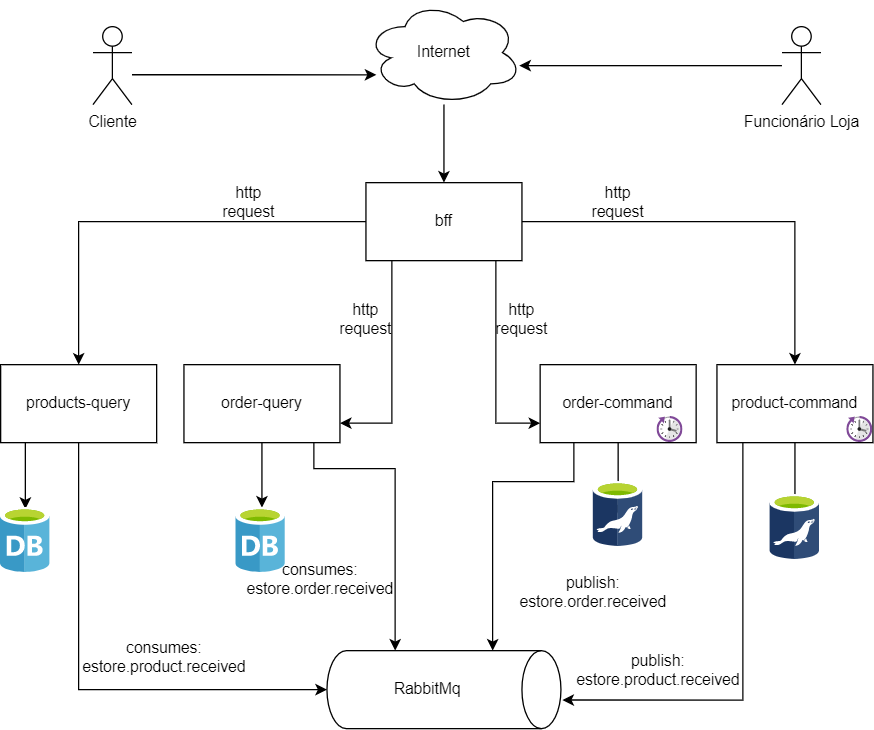 Internet
Cliente
Funcionário Loja
http
request
http
request
bff
http
request
http
request
products-query
order-query
order-command
product-command
DB
DB
consumes:
estore.order.received
publish:
estore.order.received
consumes:
estore.product.received
publish:
estore.product.received
RabbitMq